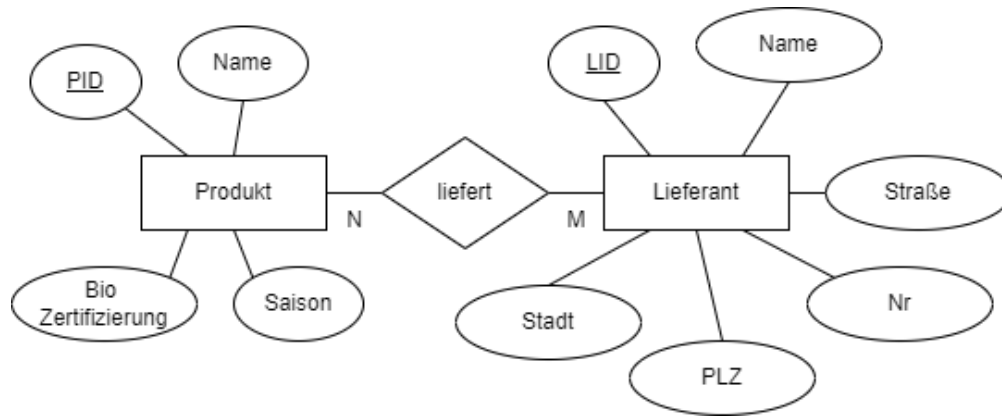 PID
Name
LID
Name
Produkt
N
liefert
M
Lieferant
Straße
Bio
Zertifizierung
Saison
Stadt
PLZ
Nr